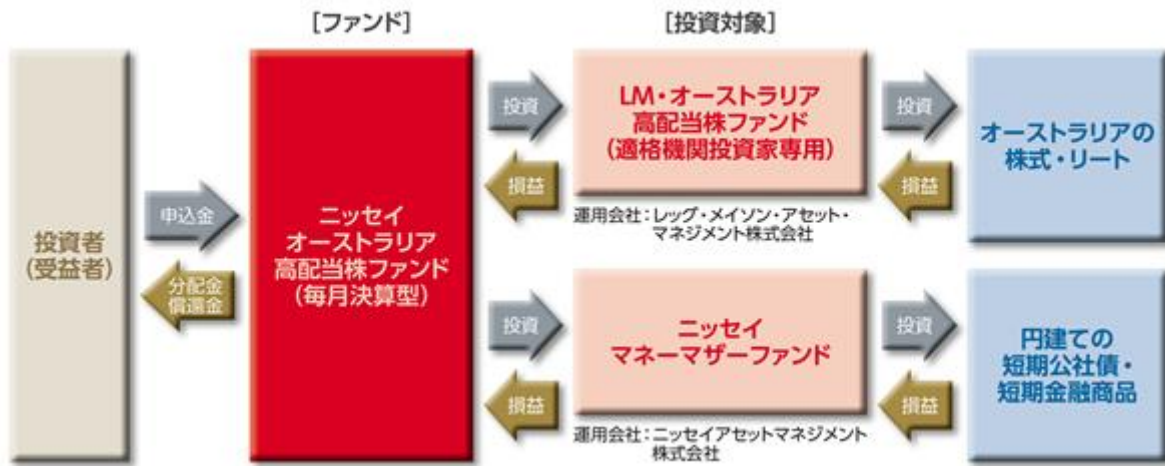 ［ファンド］
［投資対象］
投資者
(受益者)
申込金
分配金
償還金
ニッセイ
オーストラリア
高配当株ファンド
(毎月決算型)
投資
損益
LM・オーストラリア
高配当株ファンド
(適格機関投資家専用)
運用会社：レッグ・メイソン・アセット・
マネジメント株式会社
投資
損益
オーストラリアの
株式・リート
投資
損益
ニッセイ
マネーマザーファンド
運用会社：ニッセイアセットマネジメント
株式会社
投資
損益
円建ての
短期公社債・
短期金融商品